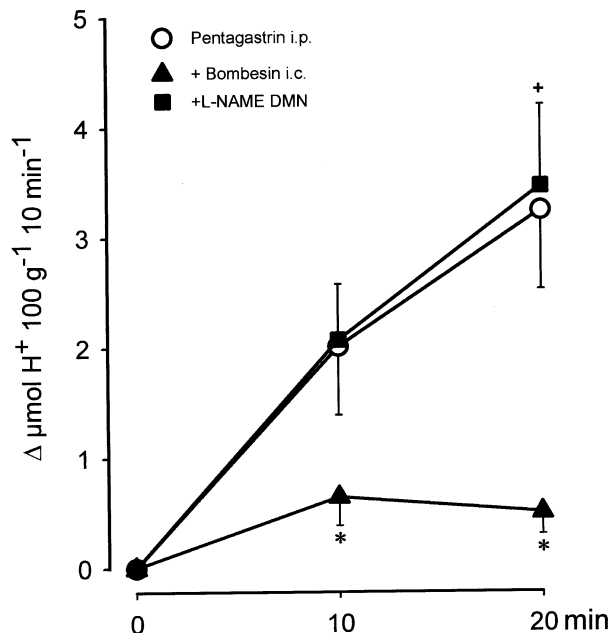 5
Pentagastrin i.p.
+ Bombesin i.c.
+L-NAME DMN
+
4
3
2
1
0
* *
0 10 20 min
Δ μmol H⁺ 100 g⁻¹ 10 min⁻¹